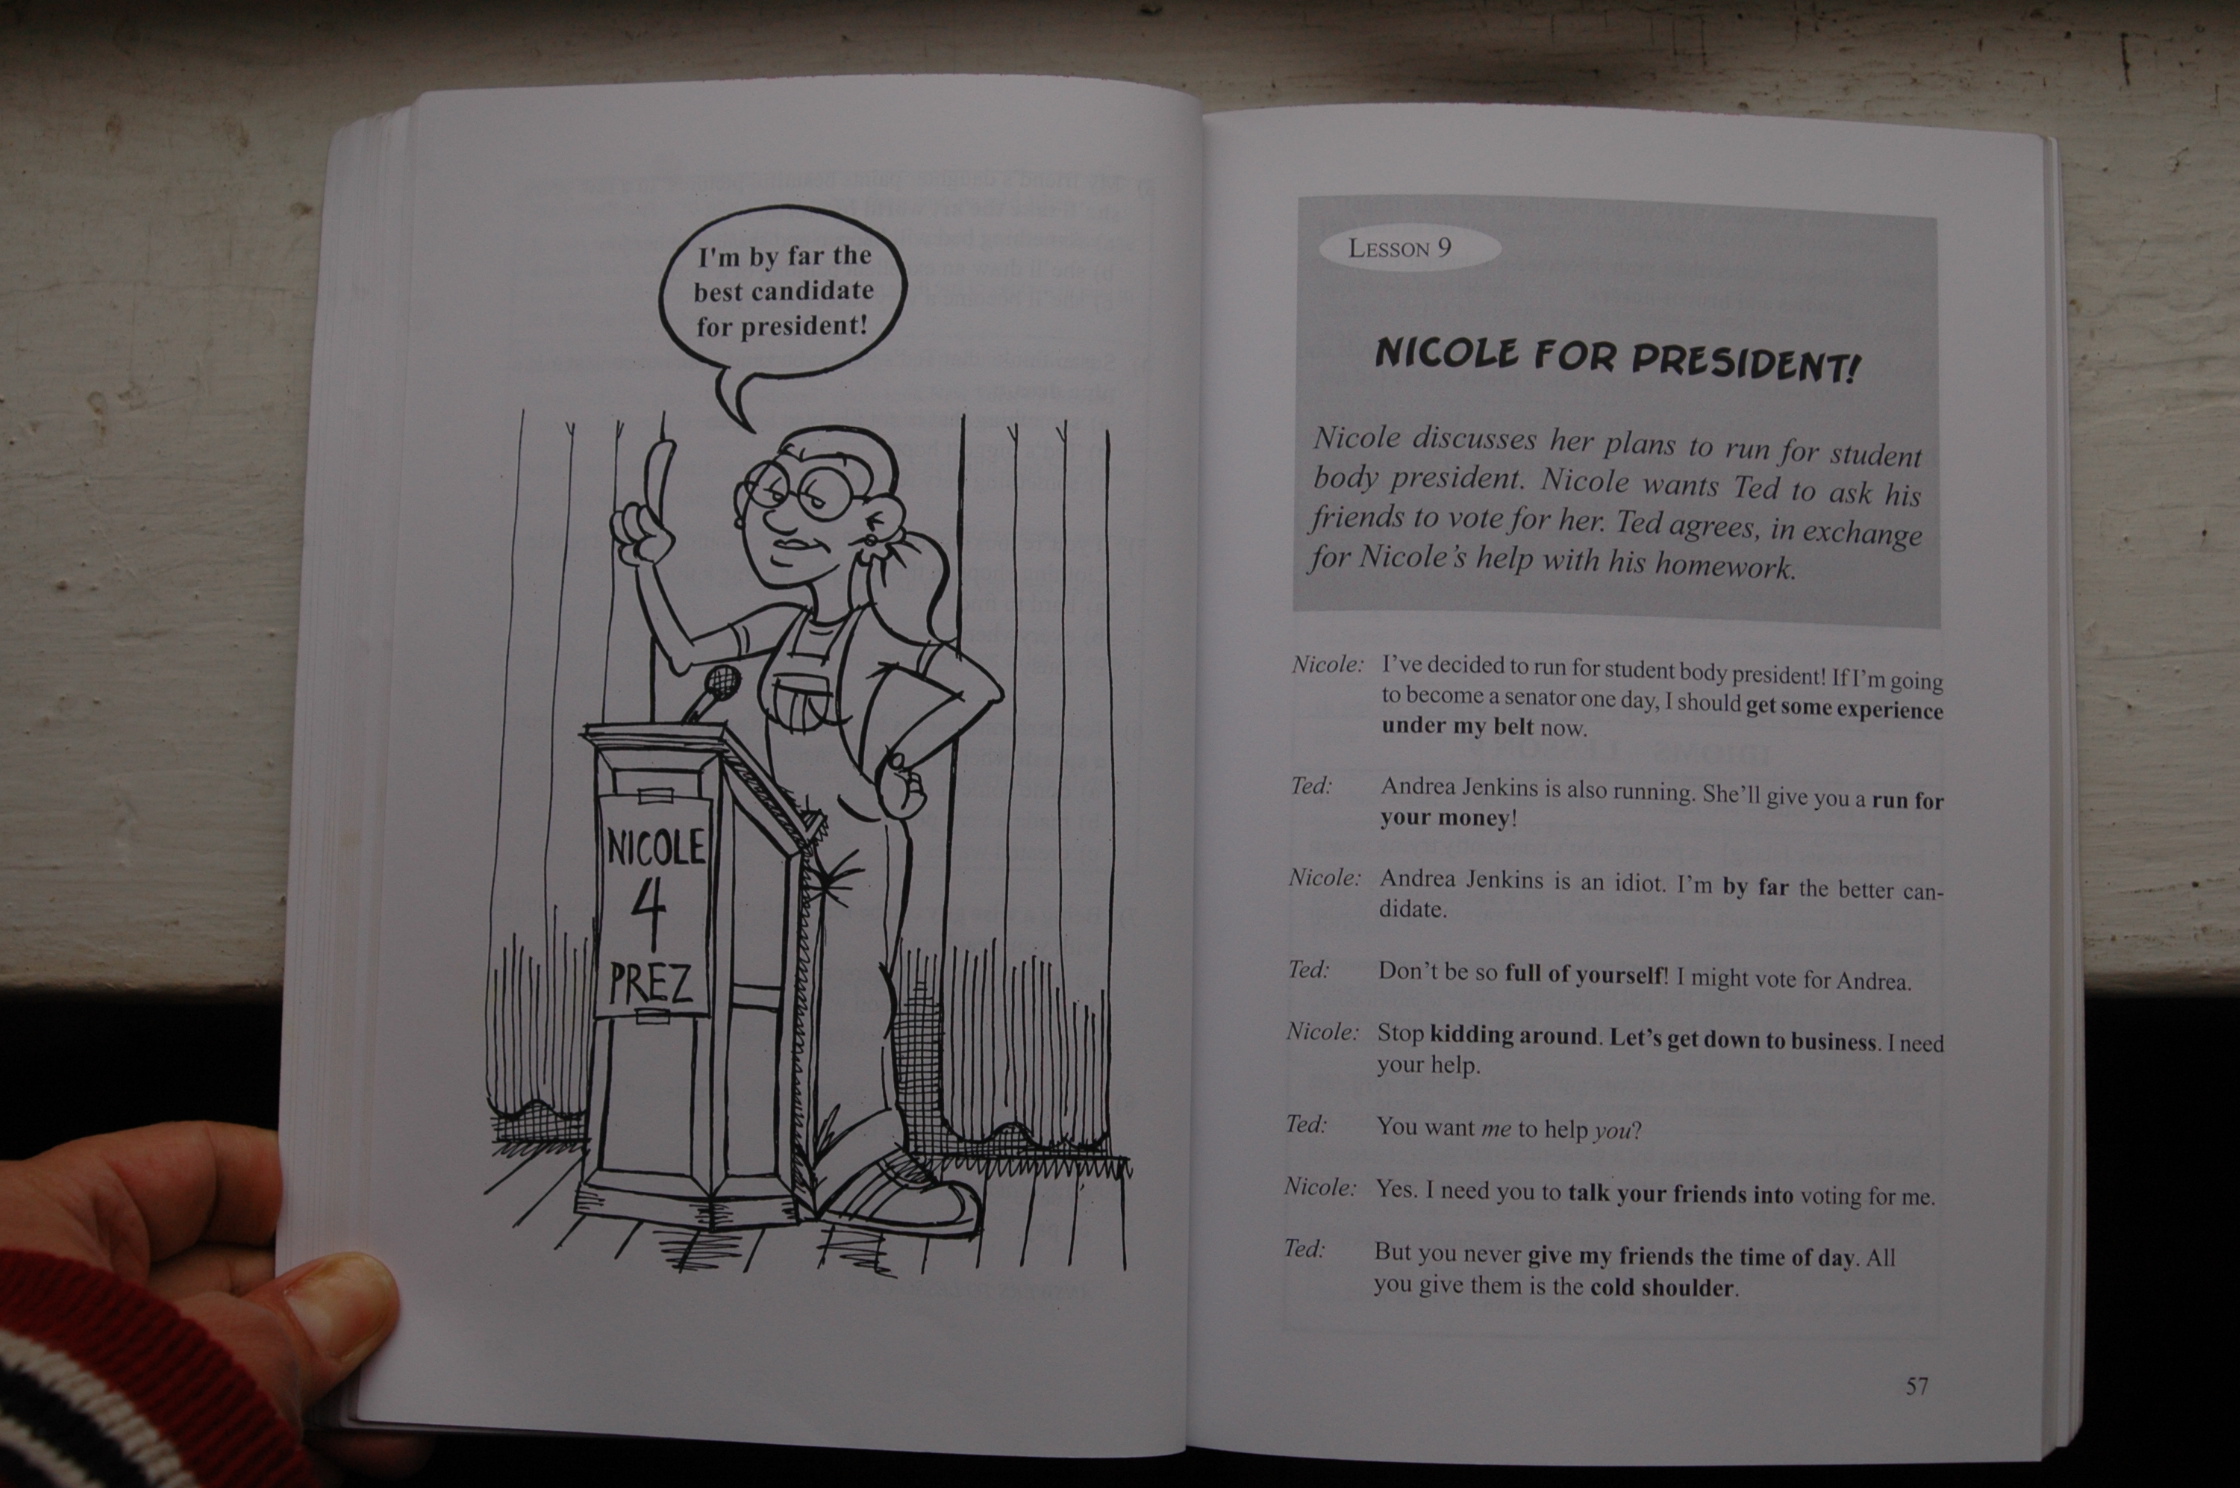 I'm by far the
best candidate
for president!
NICOLE
4
PREZ
LESSON 9
NICOLE FOR PRESIDENT!
Nicole discusses her plans to run for student
body president. Nicole wants Ted to ask his
friends to vote for her. Ted agrees, in exchange
for Nicole's help with his homework.
Nicole: I've decided to run for student body president! If I'm going
to become a senator one day, I should get some experience
under my belt now.
Ted: Andrea Jenkins is also running. She'll give you a run for
your money!
Nicole: Andrea Jenkins is an idiot. I'm by far the better can-
didate.
Ted: Don't be so full of yourself! I might vote for Andrea.
Nicole: Stop kidding around. Let's get down to business. I need
your help.
Ted: You want me to help you?
Nicole: Yes. I need you to talk your friends into voting for me.
Ted: But you never give my friends the time of day. All
you give them is the cold shoulder.
57